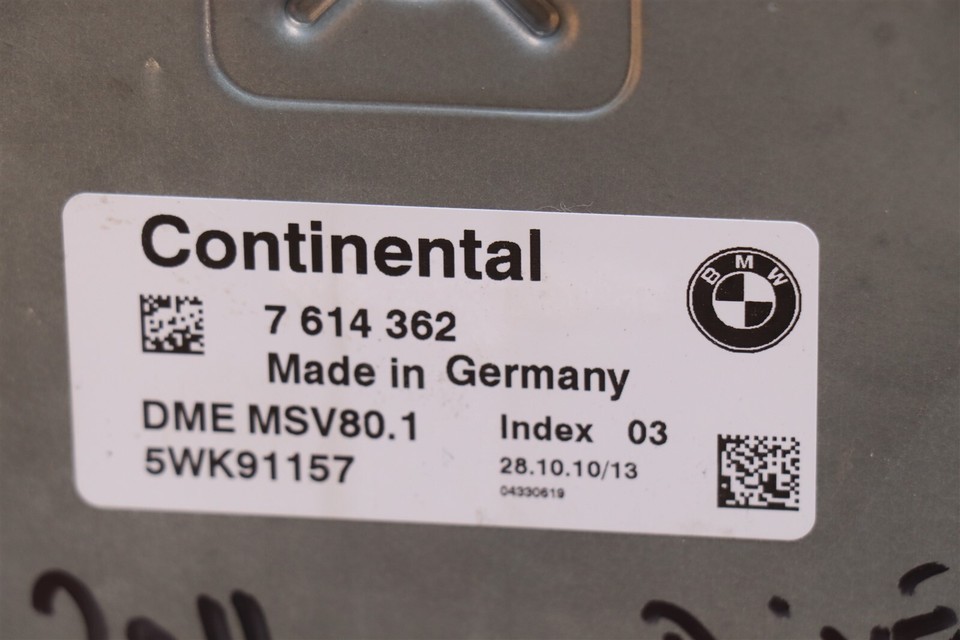 Continental
BMW
7 614 362
Made in Germany
DME MSV80.1
Index 03
5WK91157
28.10.10/13
04330619